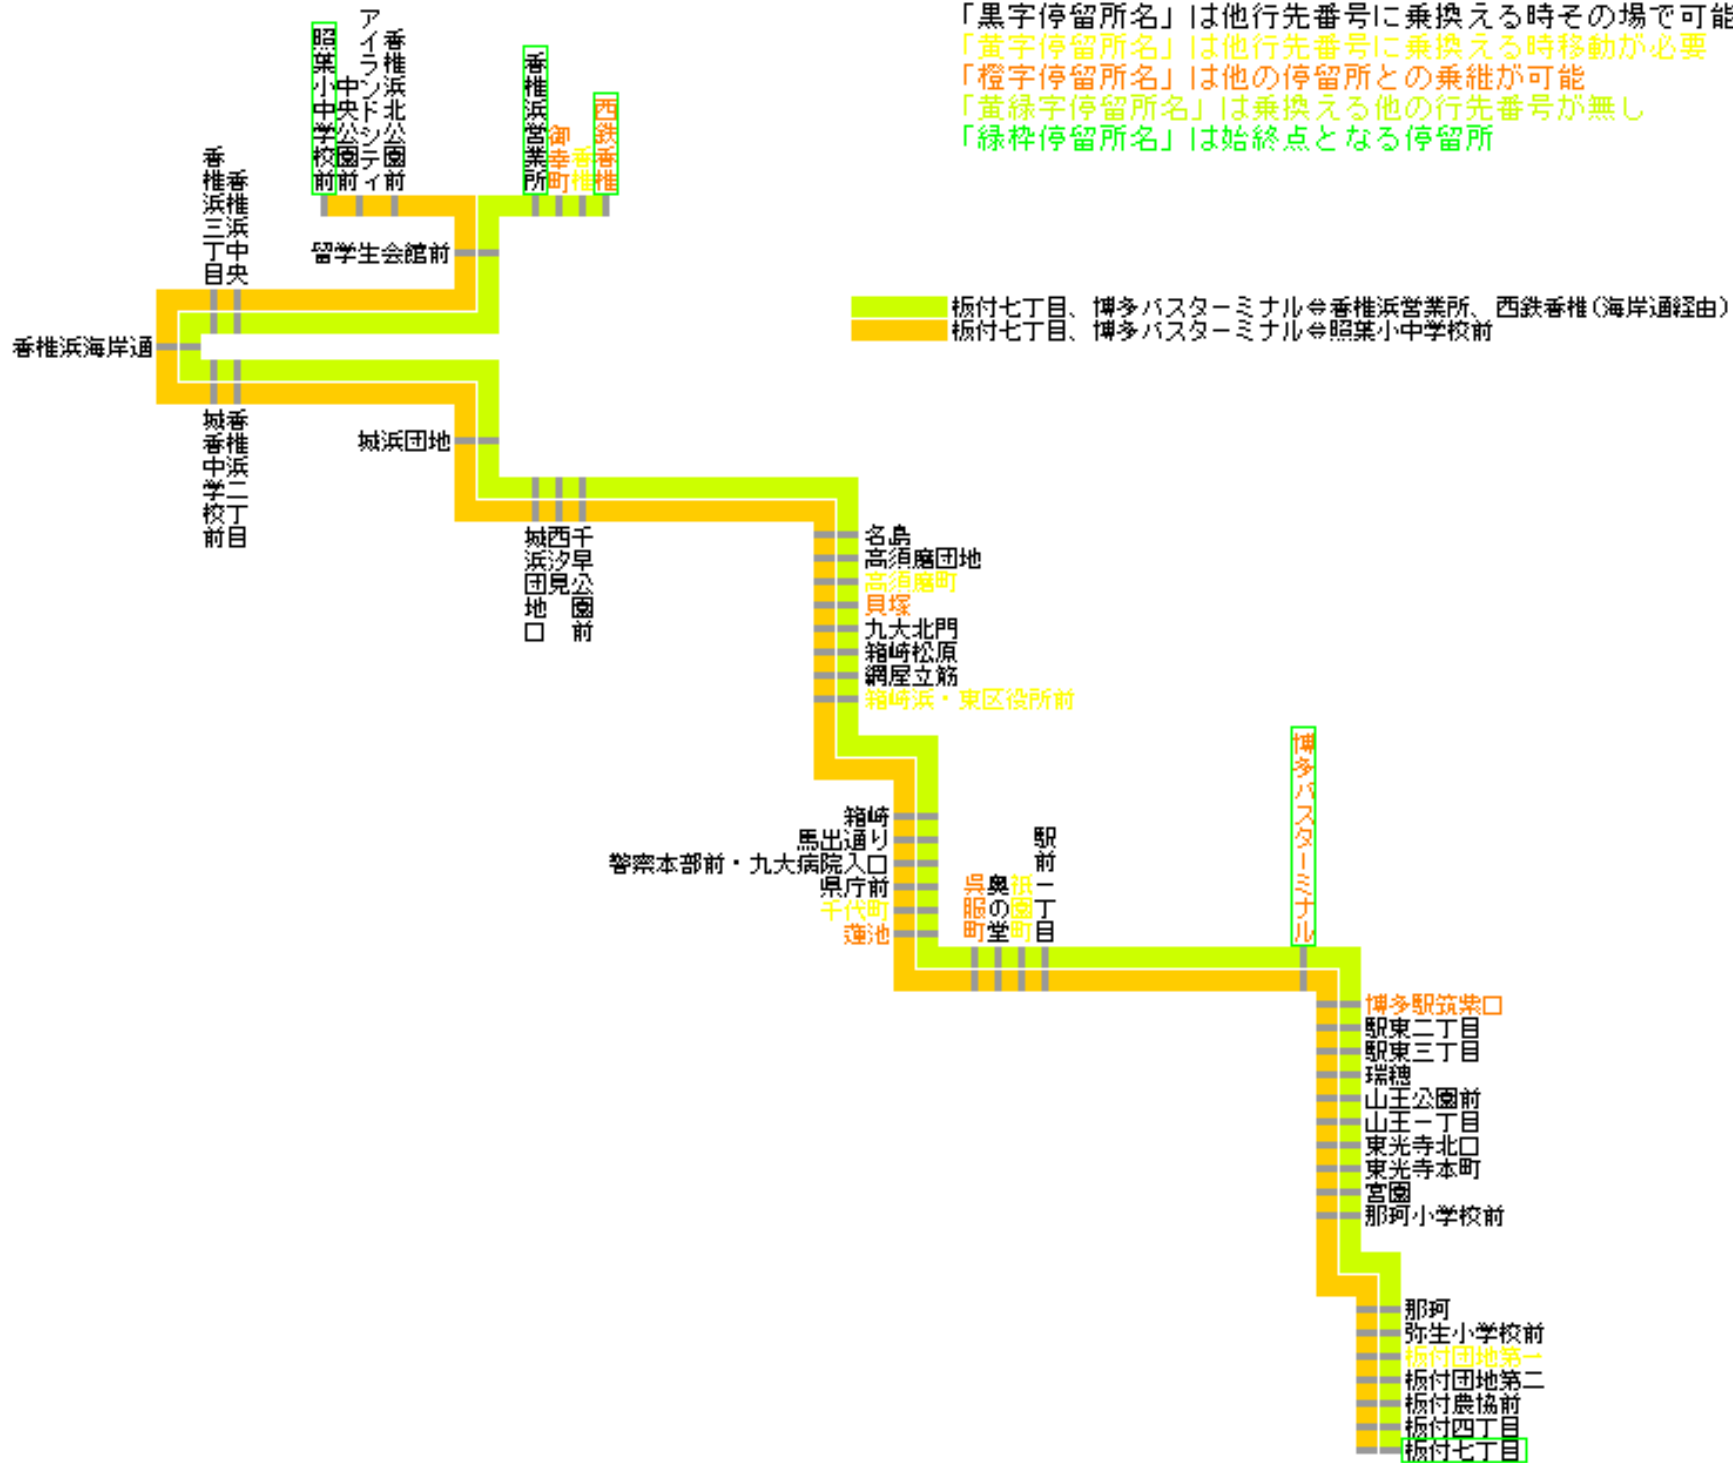 「黒字停留所名」は他行先番号に乗換える時その場で可能
「黄字停留所名」は他行先番号に乗換える時移動が必要
「橙字停留所名」は他の停留所との乗継が可能
「黄緑字停留所名」は乗換える他の行先番号が無し
「緑枠停留所名」は始終点となる停留所
照葉小中学校前
中央公園前
アイランドシティ
香椎浜北公園前
香椎浜営業所
御幸町
香椎
西鉄香椎
香椎浜三丁目
香椎浜中央
留学生会館前
板付七丁目、博多バスターミナル⇔香椎浜営業所、西鉄香椎(海岸通経由)
板付七丁目、博多バスターミナル⇔照葉小中学校前
香椎浜海岸通
城香中学校前
香椎浜二丁目
城浜団地
城浜団地口
西汐見
千早公園前
名島
高須磨団地
高須磨町
貝塚
九大北門
箱崎松原
網屋立筋
箱崎浜・東区役所前
箱崎
馬出通り
警察本部前・九大病院入口
県庁前
千代町
蓮池
呉服町
奥の堂
祇園町
駅前一丁目
博多バスターミナル
博多駅筑紫口
駅東二丁目
駅東三丁目
瑞穂
山王公園前
山王一丁目
東光寺北口
東光寺本町
宮園
那珂小学校前
那珂
弥生小学校前
板付団地第一
板付団地第二
板付農協前
板付四丁目
板付七丁目